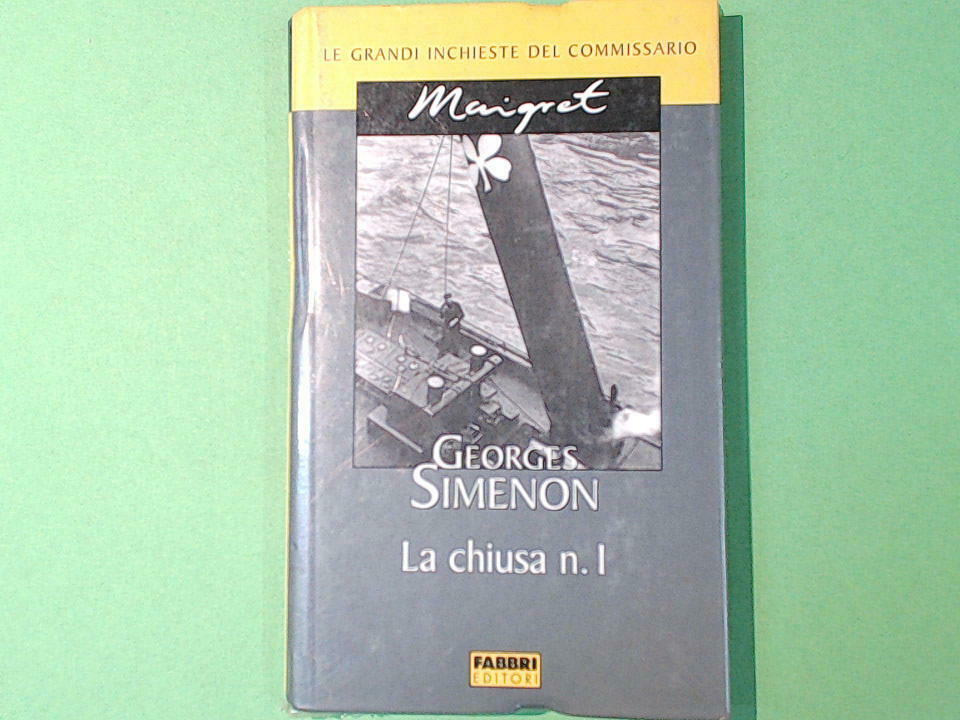 LE GRANDI INCHIESTE DEL COMMISSARIO
Maigret
GEORGES
SIMENON
La chiusa n. 1
FABBRI
EDITORI